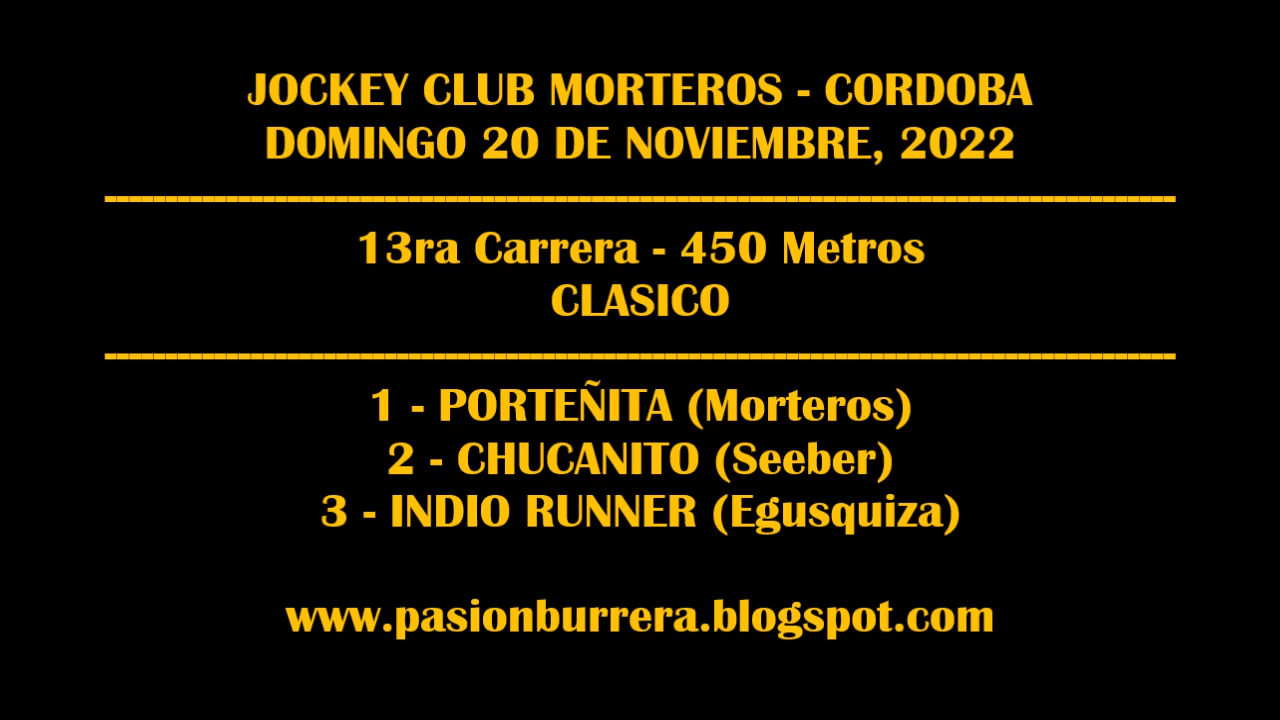 JOCKEY CLUB MORTEROS - CORDOBA
DOMINGO 20 DE NOVIEMBRE, 2022
13ra Carrera - 450 Metros
CLASICO
1 - PORTEÑITA (Morteros)
2 - CHUCANITO (Seeber)
3 - INDIO RUNNER (Egusquiza)
www.pasionburrera.blogspot.com